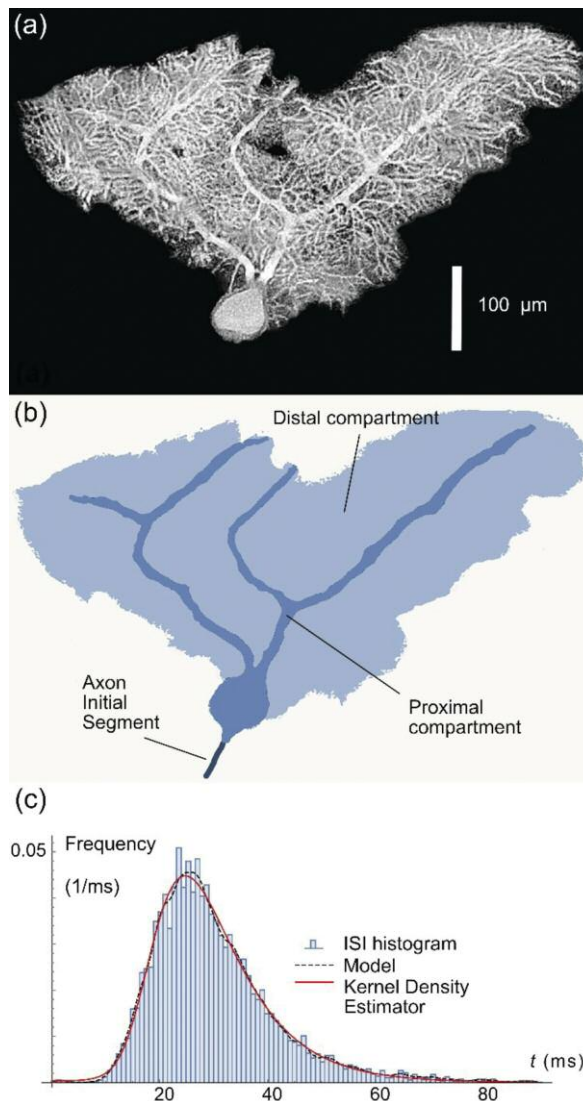 (a)
100 µm
(a)
(b)
Distal compartment
Axon
Initial
Segment
Proximal
compartment
(c)
Frequency
(1/ms)
0.05
ISI histogram
Model
Kernel Density
Estimator
t (ms)
20 40 60 80